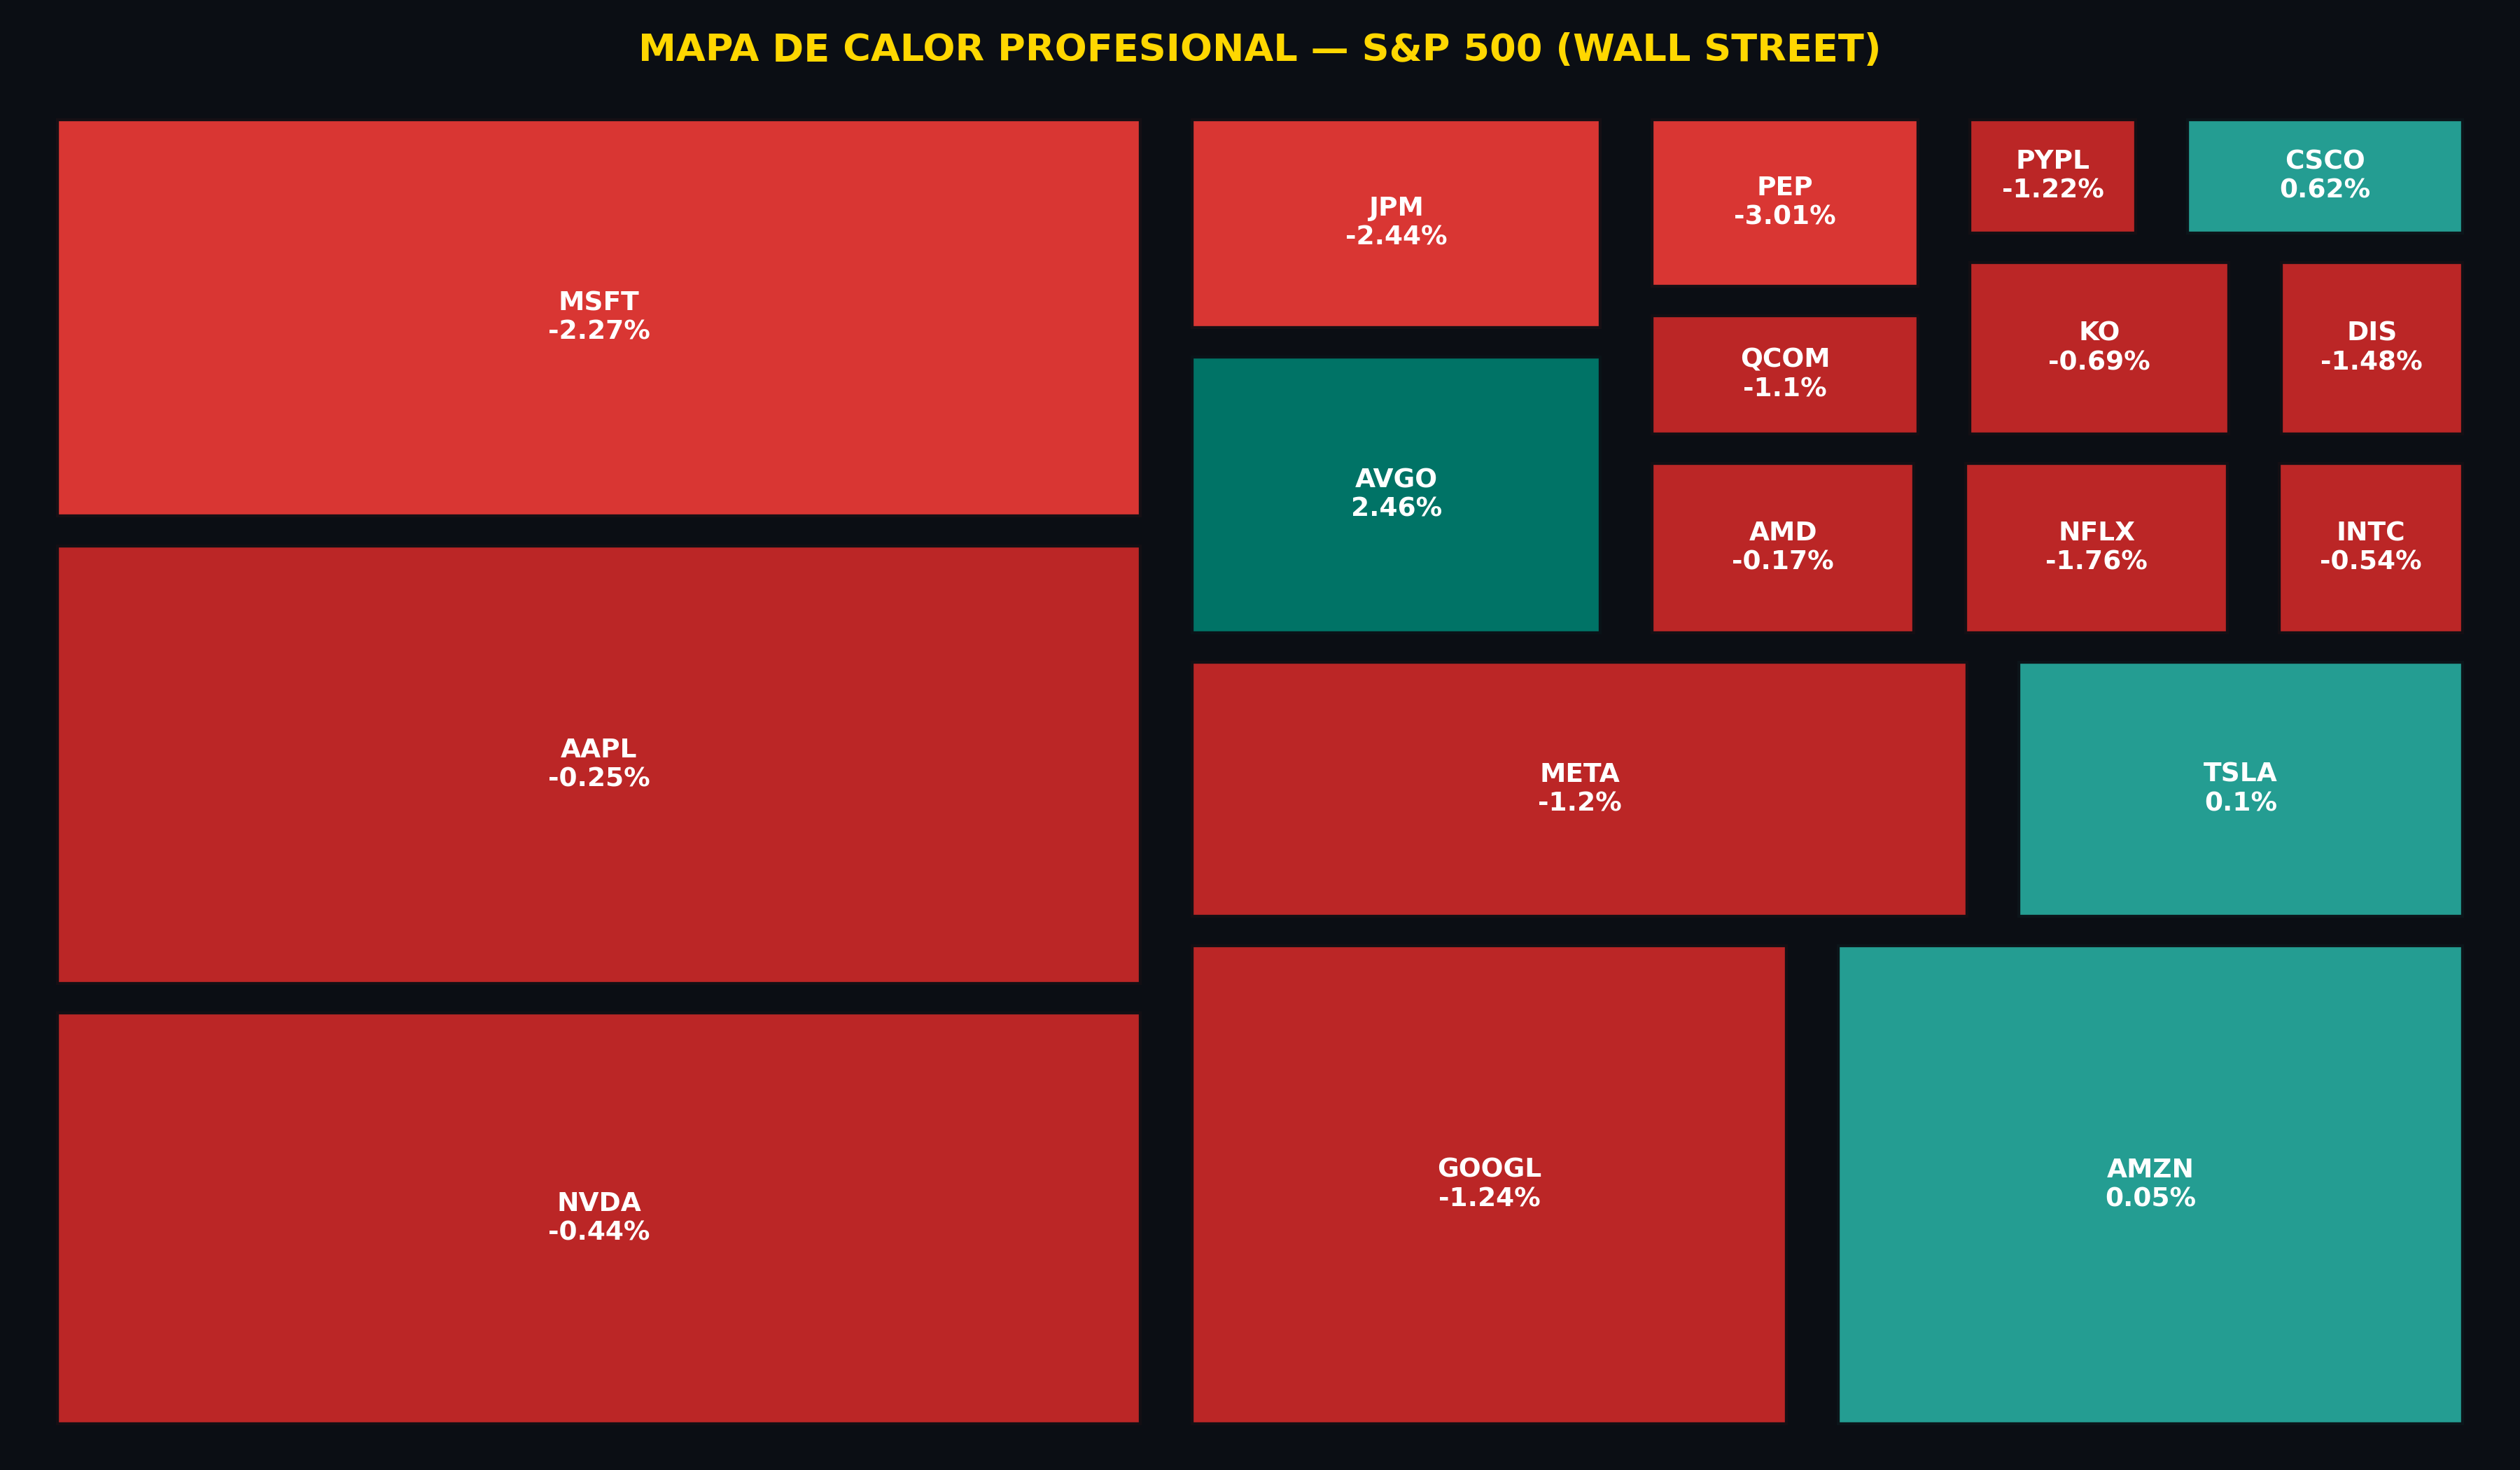 MAPA DE CALOR PROFESIONAL — S&P 500 (WALL STREET)
MSFT
-2.27%
AAPL
-0.25%
NVDA
-0.44%
JPM
-2.44%
AVGO
2.46%
PEP
-3.01%
QCOM
-1.1%
PYPL
-1.22%
CSCO
0.62%
KO
-0.69%
DIS
-1.48%
AMD
-0.17%
NFLX
-1.76%
INTC
-0.54%
META
-1.2%
TSLA
0.1%
GOOGL
-1.24%
AMZN
0.05%